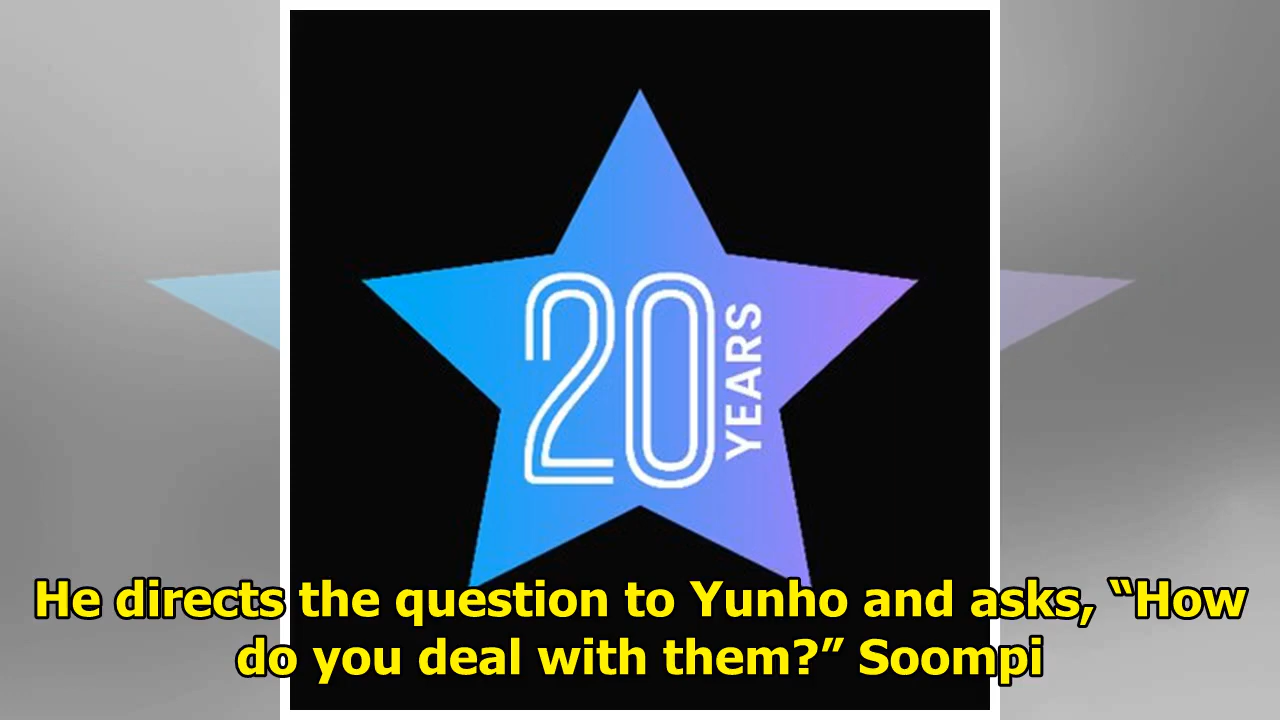 20
YEARS
He directs the question to Yunho and asks, “How
do you deal with them?” Soompi